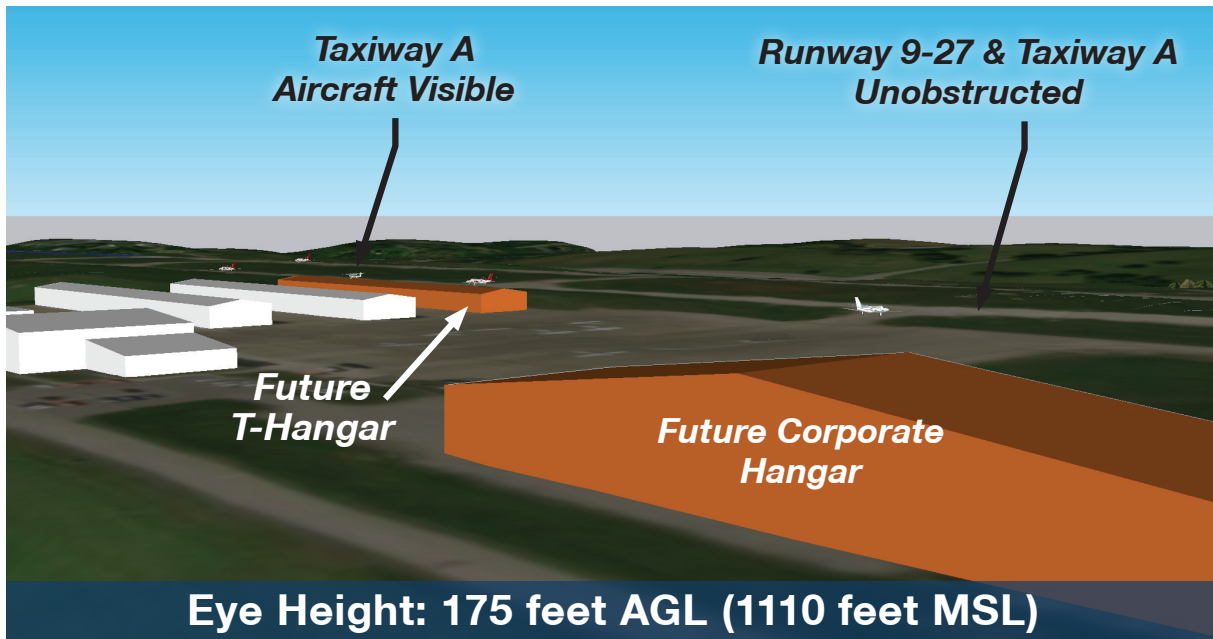 Taxiway A
Aircraft Visible
Runway 9-27 & Taxiway A
Unobstructed
Future
T-Hangar
Future Corporate
Hangar
Eye Height: 175 feet AGL (1110 feet MSL)